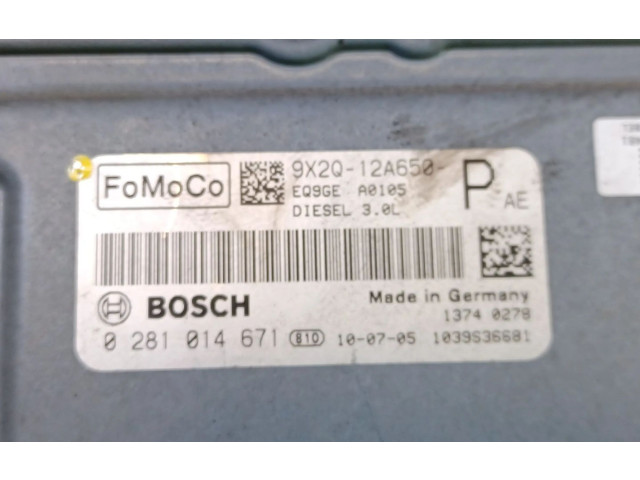 FoMoCo
9X2Q-12A650-
P AE
EQ9GE A0105
DIESEL 3.0L
BOSCH
Made in Germany
1374 0278
0 281 014 671 810 10-07-05 1039S36681